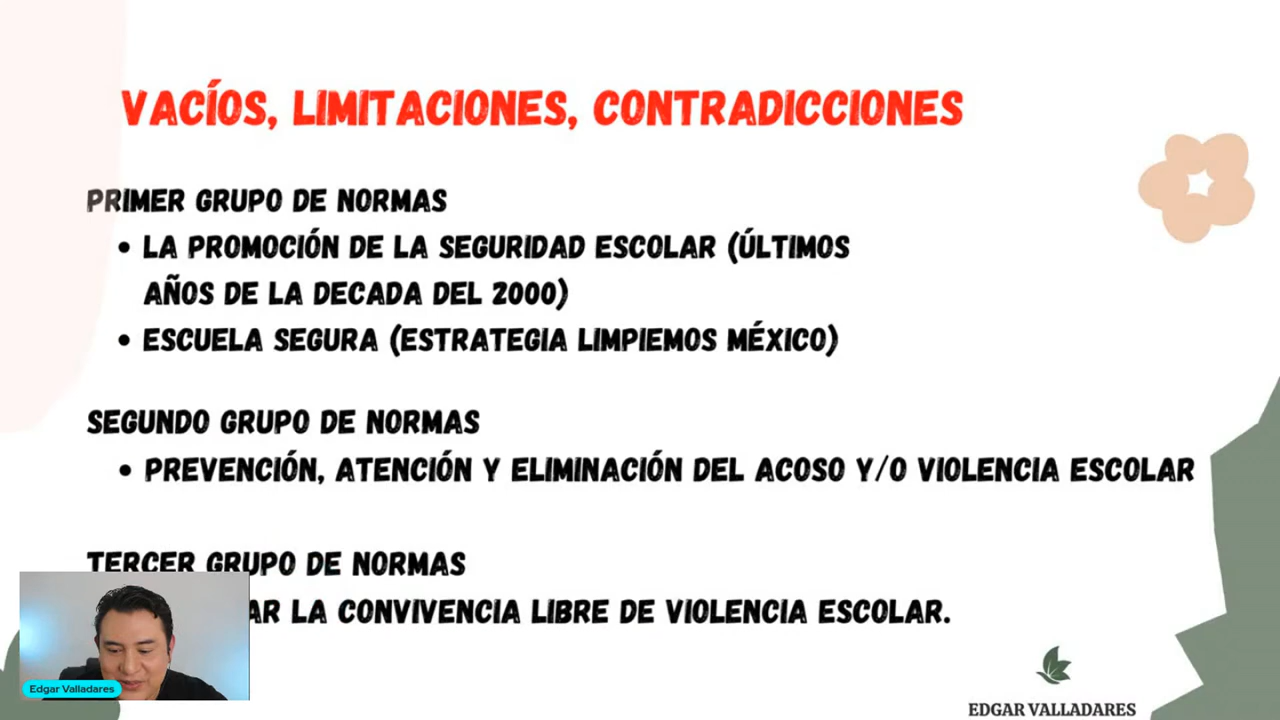 VACÍOS, LIMITACIONES, CONTRADICCIONES
PRIMER GRUPO DE NORMAS
• LA PROMOCIÓN DE LA SEGURIDAD ESCOLAR (ÚLTIMOS
AÑOS DE LA DECADA DEL 2000)
• ESCUELA SEGURA (ESTRATEGIA LIMPIEMOS MÉXICO)
SEGUNDO GRUPO DE NORMAS
• PREVENCIÓN, ATENCIÓN Y ELIMINACIÓN DEL ACOSO Y/O VIOLENCIA ESCOLAR
TERCER GRUPO DE NORMAS
LA CONVIVENCIA LIBRE DE VIOLENCIA ESCOLAR.
Edgar Valladares
EDGAR VALLADARES